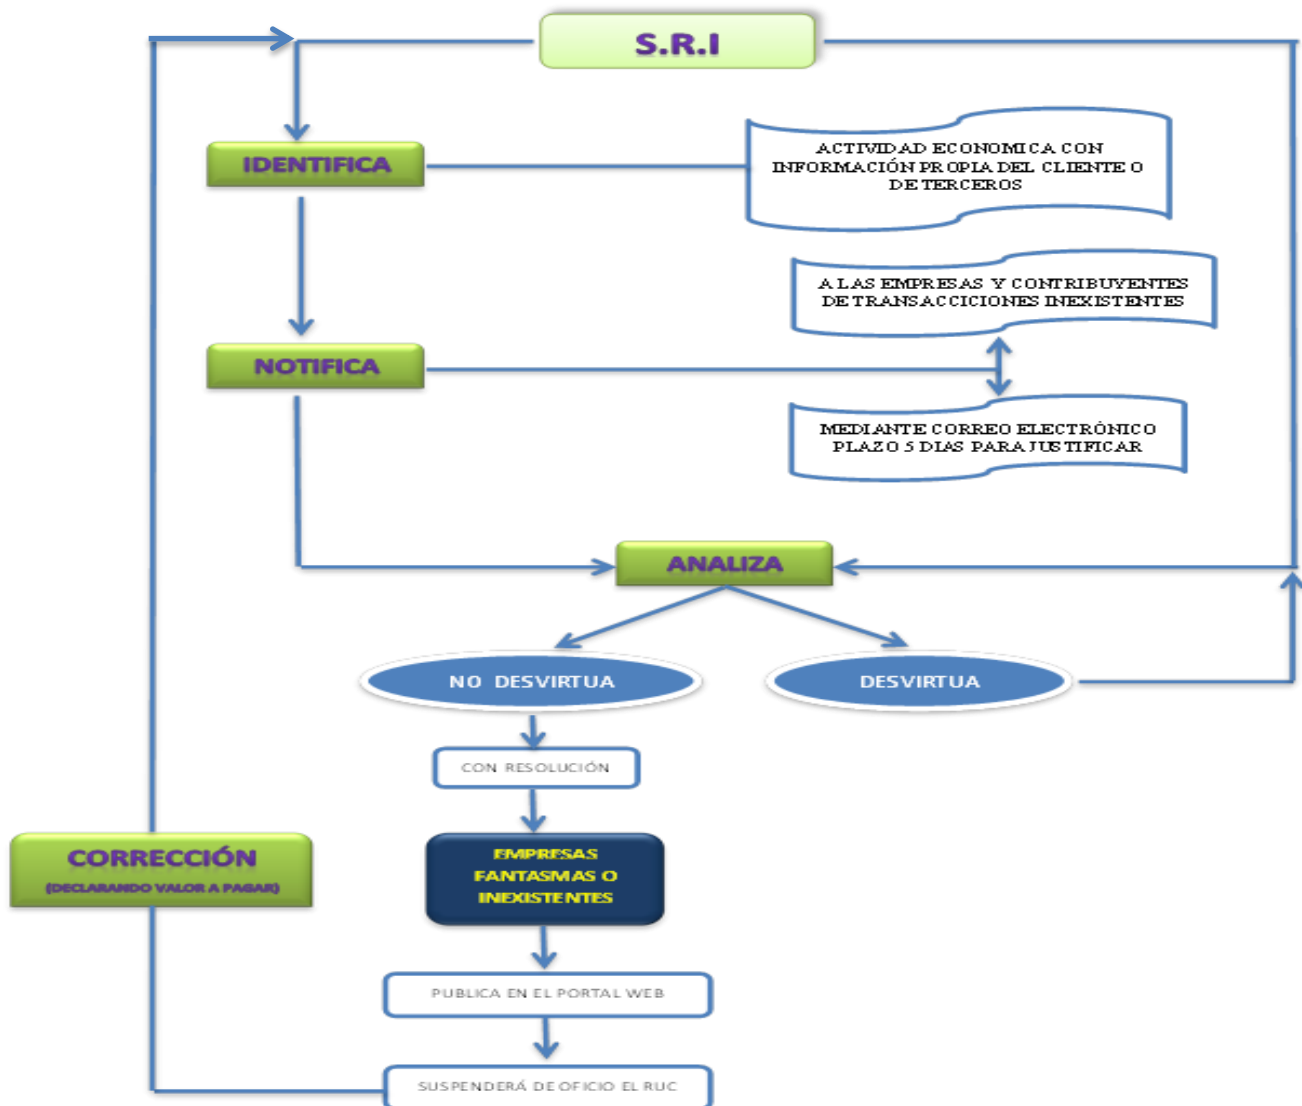 S.R.I
IDENTIFICA
ACTIVIDAD ECONOMICA CON
INFORMACIÓN PROPIA DEL CLIENTE O
DE TERCEROS
A LAS EMPRESAS Y CONTRIBUYENTES
DE TRANSACCICIONES INEXISTENTES
NOTIFICA
MEDIANTE CORREO ELECTRÓNICO
PLAZO 5 DIAS PARA JUSTIFICAR
ANALIZA
NO DESVIRTUA
DESVIRTUA
CON RESOLUCIÓN
EMPRESAS
FANTASMAS O
INEXISTENTES
CORRECCIÓN
(DECLARANDO VALOR A PAGAR)
PUBLICA EN EL PORTAL WEB
SUSPENDERÁ DE OFICIO EL RUC